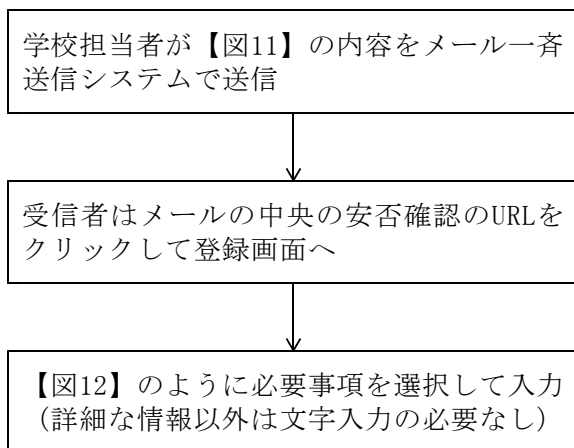 学校担当者が【図11】の内容をメール一斉
送信システムで送信
受信者はメールの中央の安否確認のURLを
クリックして登録画面へ
【図12】のように必要事項を選択して入力
(詳細な情報以外は文字入力の必要なし)